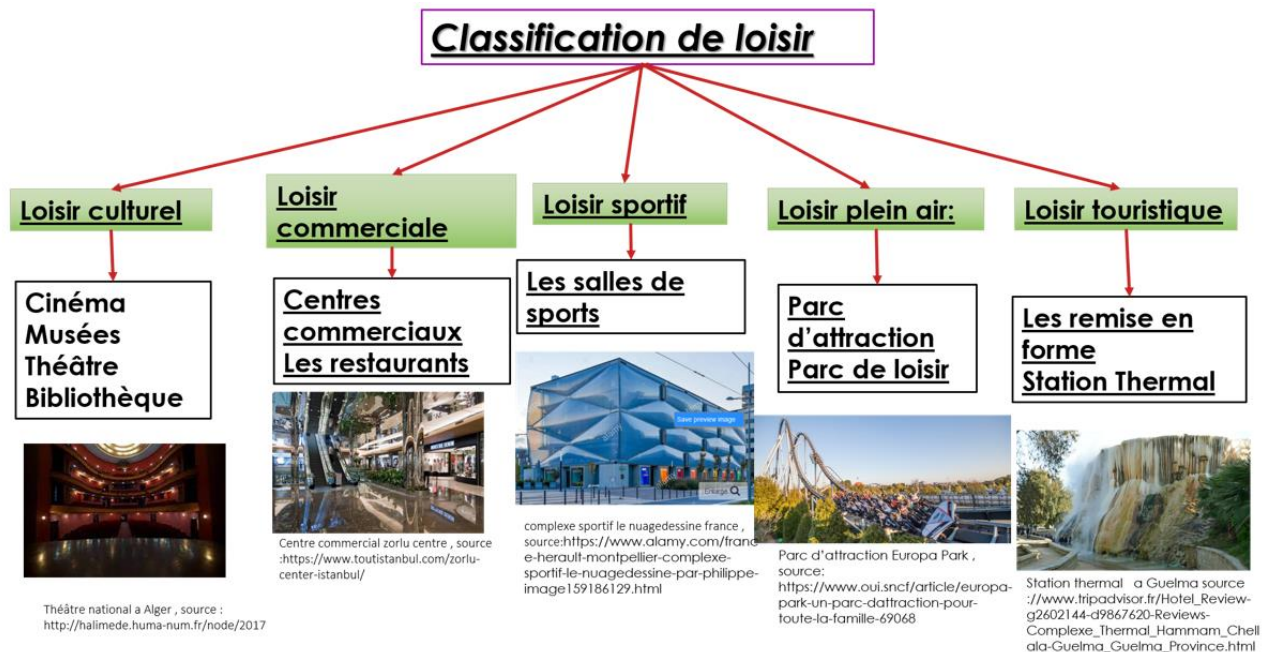 Classification de loisir
Loisir culturel
Cinéma
Musées
Théâtre
Bibliothèque
Théâtre national a Alger , source :
http://halimede.huma-num.fr/node/2017
Loisir
commerciale
Centres
commerciaux
Les restaurants
Centre commercial zorlu centre , source
:https://www.toutistanbul.com/zorlu-
center-istanbul/
Loisir sportif
Les salles de
sports
Save preview image
Enlarge
complexe sportif le nuagedessine france ,
source:https://www.alamy.com/franc
e-herault-montpellier-complexe-
sportif-le-nuagedessine-par-philippe-
image159186129.html
Loisir plein air:
Parc
d'attraction
Parc de loisir
Parc d'attraction Europa Park ,
source:
https://www.oui.sncf/article/europa-
park-un-parc-dattraction-pour-
toute-la-famille-69068
Loisir touristique
Les remise en
forme
Station Thermal
Station thermal a Guelma source
://www.tripadvisor.fr/Hotel_Review-
g2602144-d9867620-Reviews-
Complexe_Thermal_Hammam_Chell
ala-Guelma_Guelma_Province.html